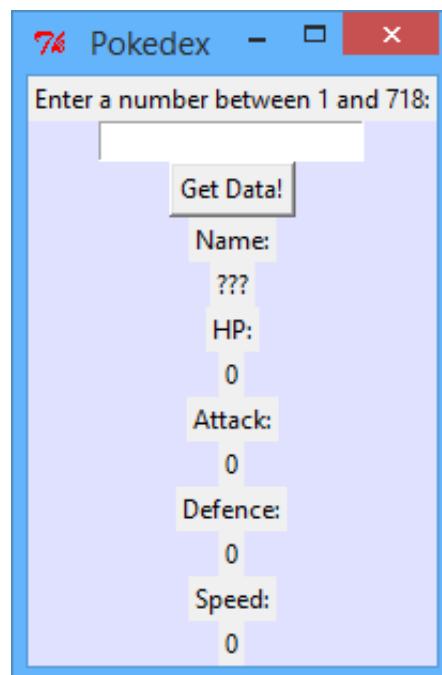 Pokedex
Enter a number between 1 and 718:
Get Data!
Name:
???
HP:
0
Attack:
0
Defence:
0
Speed:
0